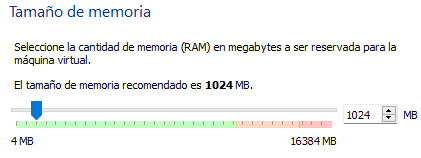 Tamaño de memoria
Seleccione la cantidad de memoria (RAM) en megabytes a ser reservada para la
máquina virtual.
El tamaño de memoria recomendado es 1024 MB.
1024 MB
4 MB 16384 MB